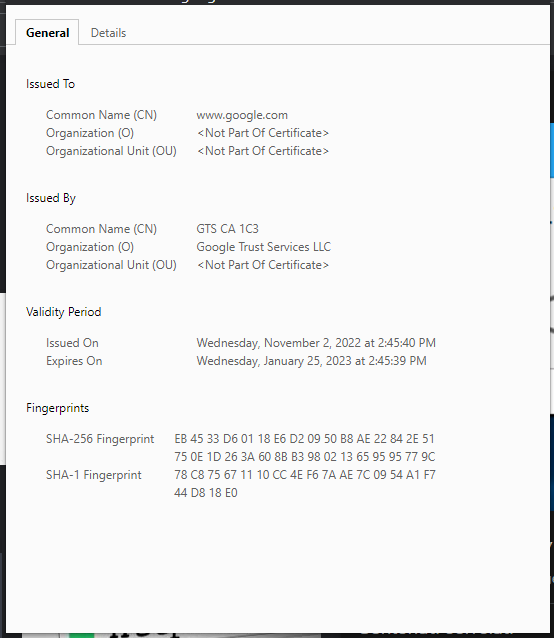 General Details
Issued To
Common Name (CN) www.google.com
Organization (O) <Not Part Of Certificate>
Organizational Unit (OU) <Not Part Of Certificate>
Issued By
Common Name (CN) GTS CA 1C3
Organization (O) Google Trust Services LLC
Organizational Unit (OU) <Not Part Of Certificate>
Validity Period
Issued On Wednesday, November 2, 2022 at 2:45:40 PM
Expires On Wednesday, January 25, 2023 at 2:45:39 PM
Fingerprints
SHA-256 Fingerprint EB 45 33 D6 01 18 E6 D2 09 50 B8 AE 22 84 2E 51
75 0E 1D 26 3A 60 8B B3 98 02 13 65 95 95 77 9C
SHA-1 Fingerprint 78 C8 75 67 11 10 CC 4E F6 7A AE 7C 09 54 A1 F7
44 D8 18 E0